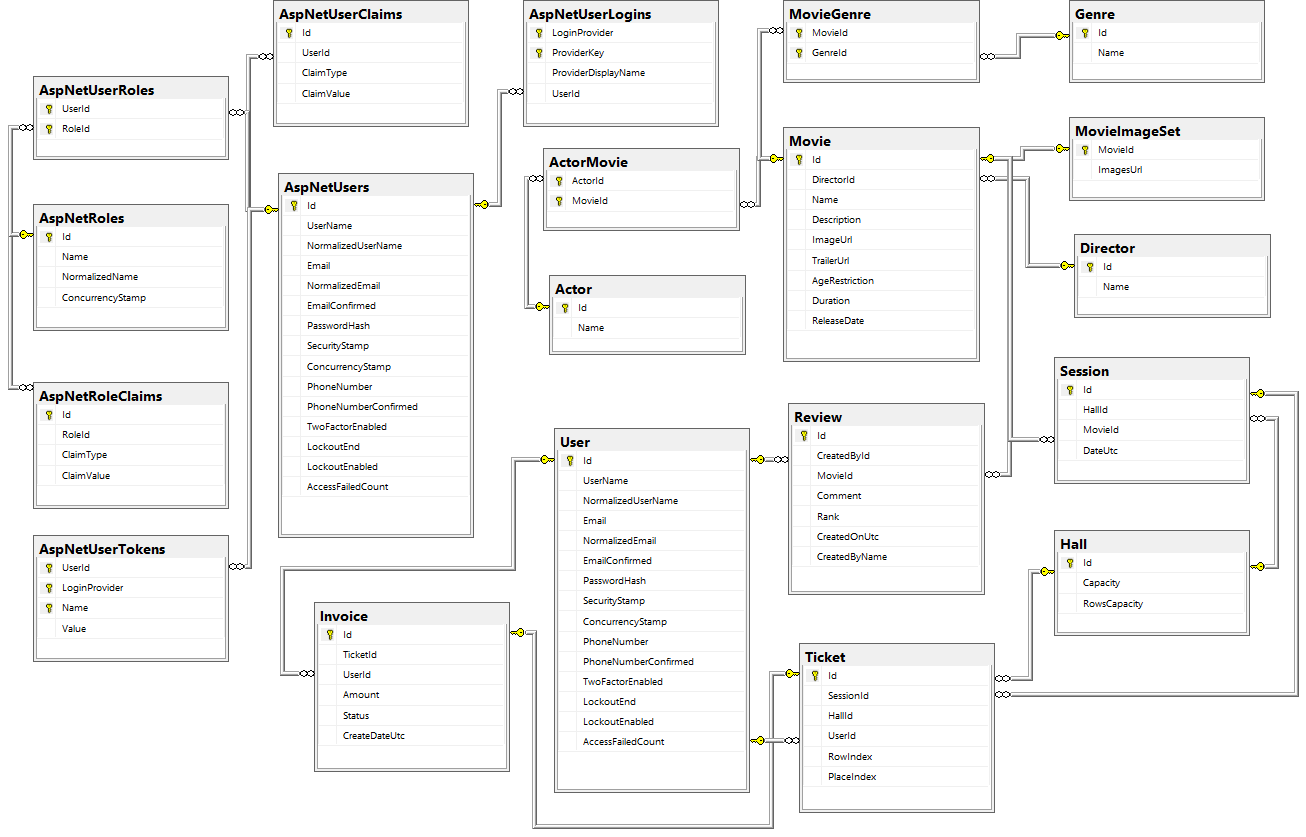 AspNetUserClaims
Id
UserId
ClaimType
ClaimValue
AspNetUserLogins
LoginProvider
ProviderKey
ProviderDisplayName
UserId
MovieGenre
MovieId
GenreId
Genre
Id
Name
AspNetUserRoles
UserId
RoleId
MovieImageSet
MovieId
ImagesUrl
Movie
Id
DirectorId
Name
Description
ImageUrl
TrailerUrl
AgeRestriction
Duration
ReleaseDate
ActorMovie
ActorId
MovieId
AspNetUsers
Id
UserName
NormalizedUserName
Email
NormalizedEmail
EmailConfirmed
PasswordHash
SecurityStamp
ConcurrencyStamp
PhoneNumber
PhoneNumberConfirmed
TwoFactorEnabled
LockoutEnd
LockoutEnabled
AccessFailedCount
AspNetRoles
Id
Name
NormalizedName
ConcurrencyStamp
Director
Id
Name
Actor
Id
Name
Session
Id
HallId
MovieId
DateUtc
AspNetRoleClaims
Id
RoleId
ClaimType
ClaimValue
Review
Id
CreatedById
MovieId
Comment
Rank
CreatedOnUtc
CreatedByName
User
Id
UserName
NormalizedUserName
Email
NormalizedEmail
EmailConfirmed
PasswordHash
SecurityStamp
ConcurrencyStamp
PhoneNumber
PhoneNumberConfirmed
TwoFactorEnabled
LockoutEnd
LockoutEnabled
AccessFailedCount
Hall
Id
Capacity
RowsCapacity
AspNetUserTokens
UserId
LoginProvider
Name
Value
Invoice
Id
TicketId
UserId
Amount
Status
CreateDateUtc
Ticket
Id
SessionId
HallId
UserId
RowIndex
PlaceIndex